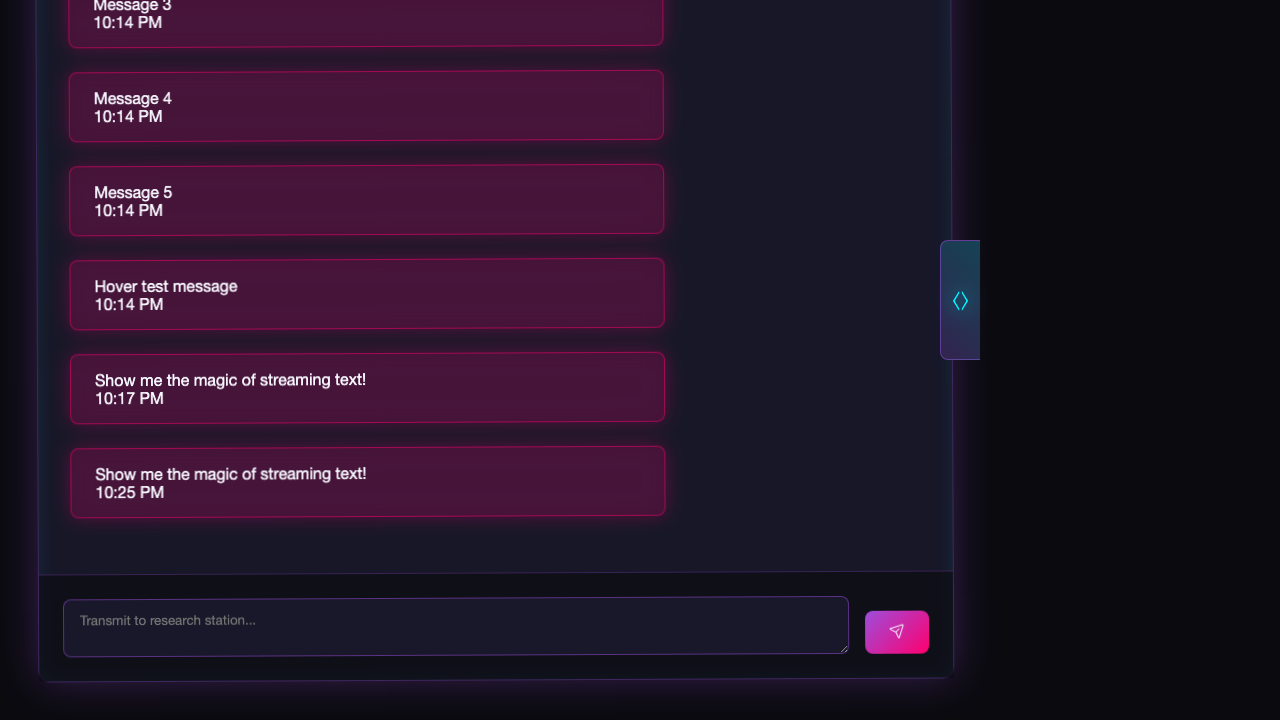 Message 3
10:14 PM
Message 4
10:14 PM
Message 5
10:14 PM
Hover test message
10:14 PM
Show me the magic of streaming text!
10:17 PM
Show me the magic of streaming text!
10:25 PM
Transmit to research station...